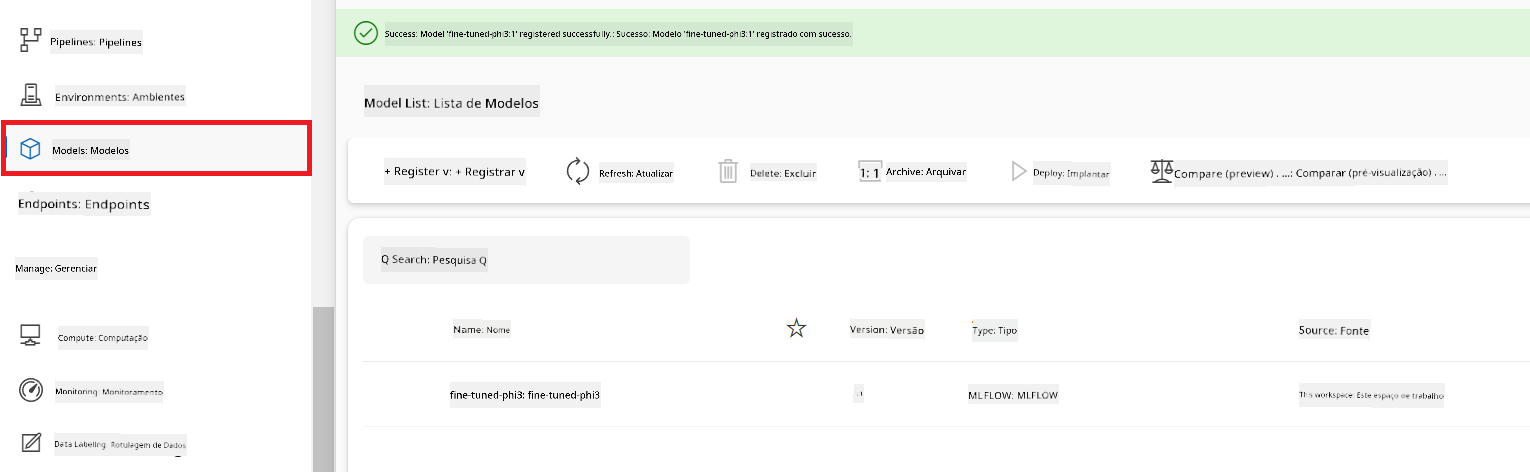 Pipelines: Pipelines
Environments: Ambientes
Models: Modelos
Endpoints: Endpoints
Manage: Gerenciar
Compute: Computação
Monitoring: Monitoramento
Data Labeling: Rotulagem de Dados
Success: Model 'fine-tuned-phi3:1' registered successfully.: Sucesso: Modelo 'fine-tuned-phi3:1' registrado com sucesso.
Model List: Lista de Modelos
+ Register v: + Registrar v
Refresh: Atualizar
Delete: Excluir
1: 1 Archive: Arquivar
Deploy: Implantar
Compare (preview) . ...: Comparar (pré-visualização) . ...
Q Search: Pesquisa Q
Name: Nome
Version: Versão
Type: Tipo
Source: Fonte
fine-tuned-phi3: fine-tuned-phi3
MLFLOW: MLFLOW
This workspace: Este espaço de trabalho